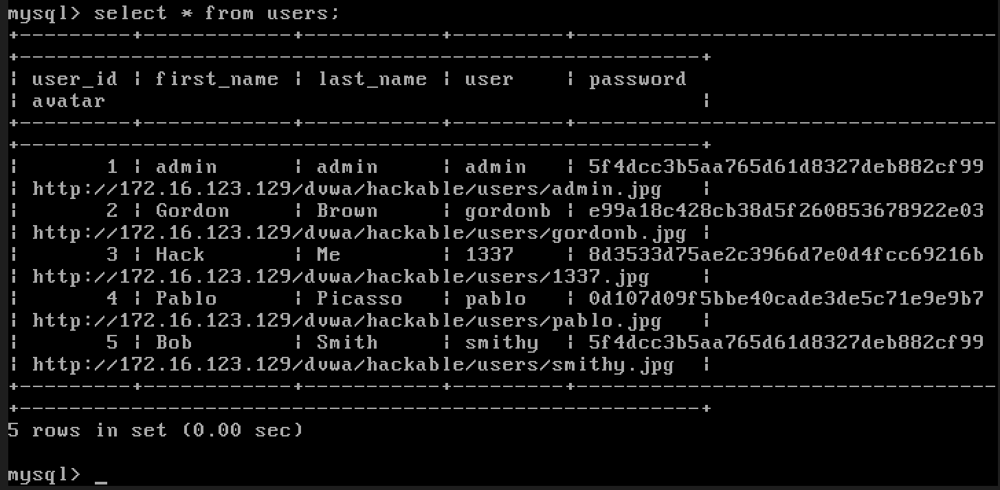 mysql> select * from users;
+---------+------------+-----------+---------+----------------------------------
+-------------------------------------------------------+
| user_id | first_name | last_name | user    | password
| avatar                                                |
+---------+------------+-----------+---------+----------------------------------
+-------------------------------------------------------+
|       1 | admin      | admin     | admin   | 5f4dcc3b5aa765d61d8327deb882cf99
| http://172.16.123.129/dvwa/hackable/users/admin.jpg   |
|       2 | Gordon     | Brown     | gordonb | e99a18c428cb38d5f260853678922e03
| http://172.16.123.129/dvwa/hackable/users/gordonb.jpg |
|       3 | Hack       | Me        | 1337    | 8d3533d75ae2c3966d7e0d4fcc69216b
| http://172.16.123.129/dvwa/hackable/users/1337.jpg    |
|       4 | Pablo      | Picasso   | pablo   | 0d107d09f5bbe40cade3de5c71e9e9b7
| http://172.16.123.129/dvwa/hackable/users/pablo.jpg   |
|       5 | Bob        | Smith     | smithy  | 5f4dcc3b5aa765d61d8327deb882cf99
| http://172.16.123.129/dvwa/hackable/users/smithy.jpg  |
+---------+------------+-----------+---------+----------------------------------
+-------------------------------------------------------+
5 rows in set (0.00 sec)
mysql> _